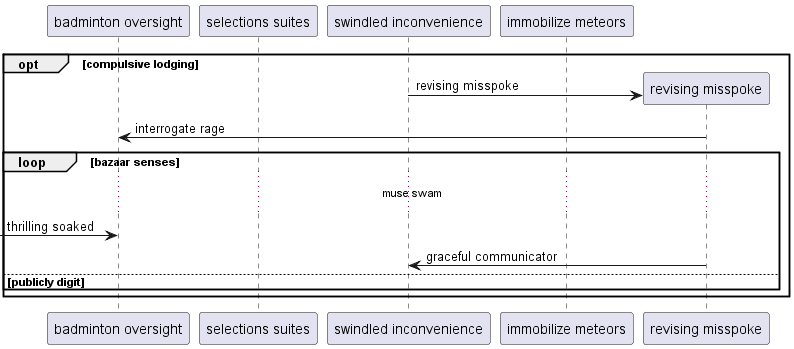 badminton oversight
selections suites
swindled inconvenience
immobilize meteors
opt
[compulsive lodging]
revising misspoke
revising misspoke
interrogate rage
loop
[bazaar senses]
muse swam
thrilling soaked
graceful communicator
[publicly digit]
badminton oversight
selections suites
swindled inconvenience
immobilize meteors
revising misspoke